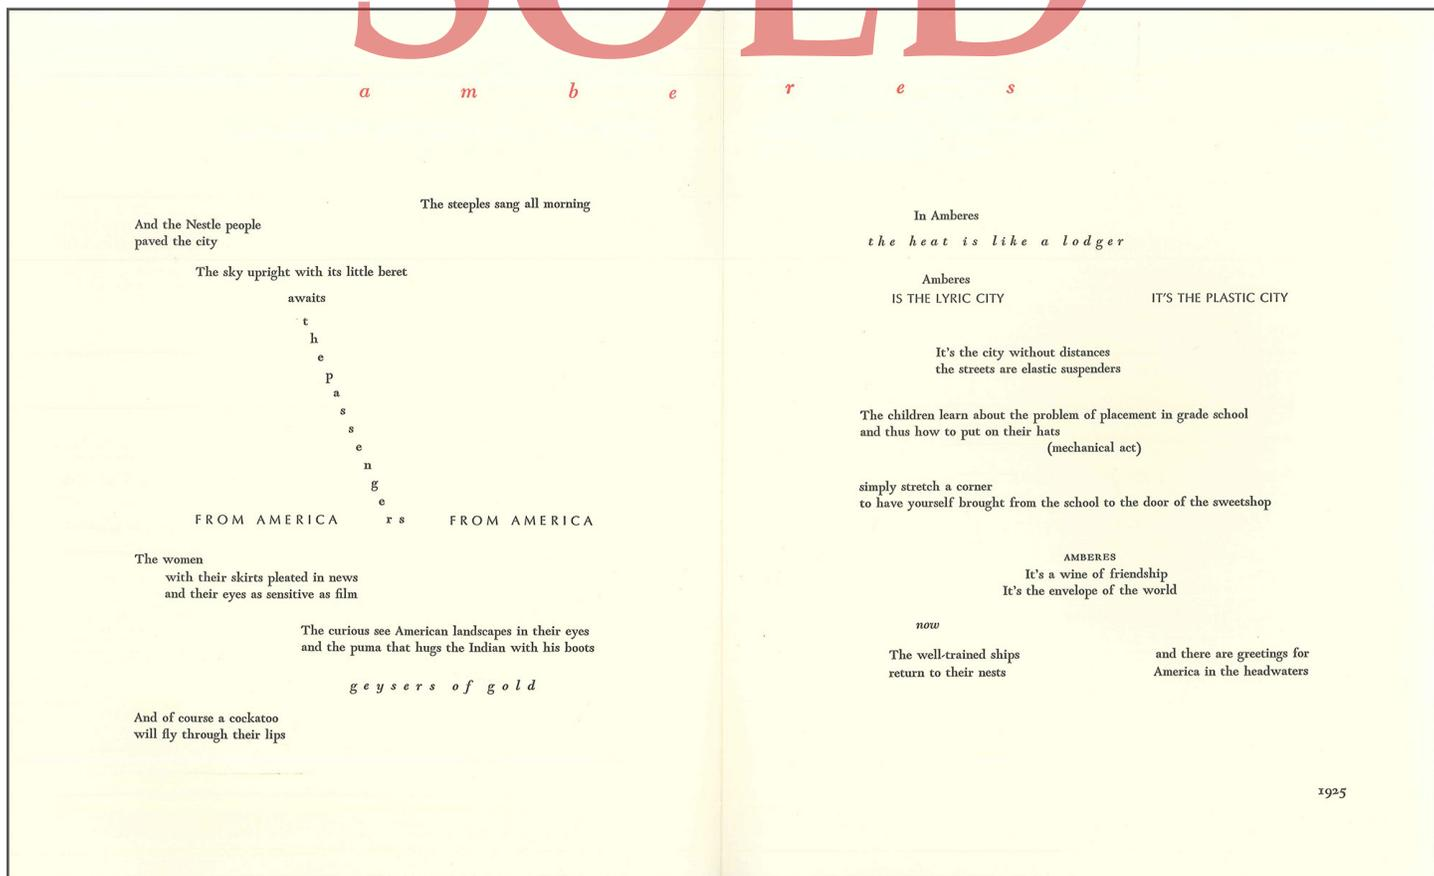 SOLD
a m b e r e s
The steeples sang all morning
And the Nestle people
paved the city
The sky upright with its little beret
awaits
t
h
e
p
a
s
s
e
n
g
e
FROM AMERICA r s FROM AMERICA
The women
with their skirts pleated in news
and their eyes as sensitive as film
The curious see American landscapes in their eyes
and the puma that hugs the Indian with his boots
geysers of gold
And of course a cockatoo
will fly through their lips
In Amberes
the heat is like a lodger
Amberes
IS THE LYRIC CITY IT'S THE PLASTIC CITY
It's the city without distances
the streets are elastic suspenders
The children learn about the problem of placement in grade school
and thus how to put on their hats
(mechanical act)
simply stretch a corner
to have yourself brought from the school to the door of the sweetshop
AMBERES
It's a wine of friendship
It's the envelope of the world
now
The well-trained ships
return to their nests
and there are greetings for
America in the headwaters
1925